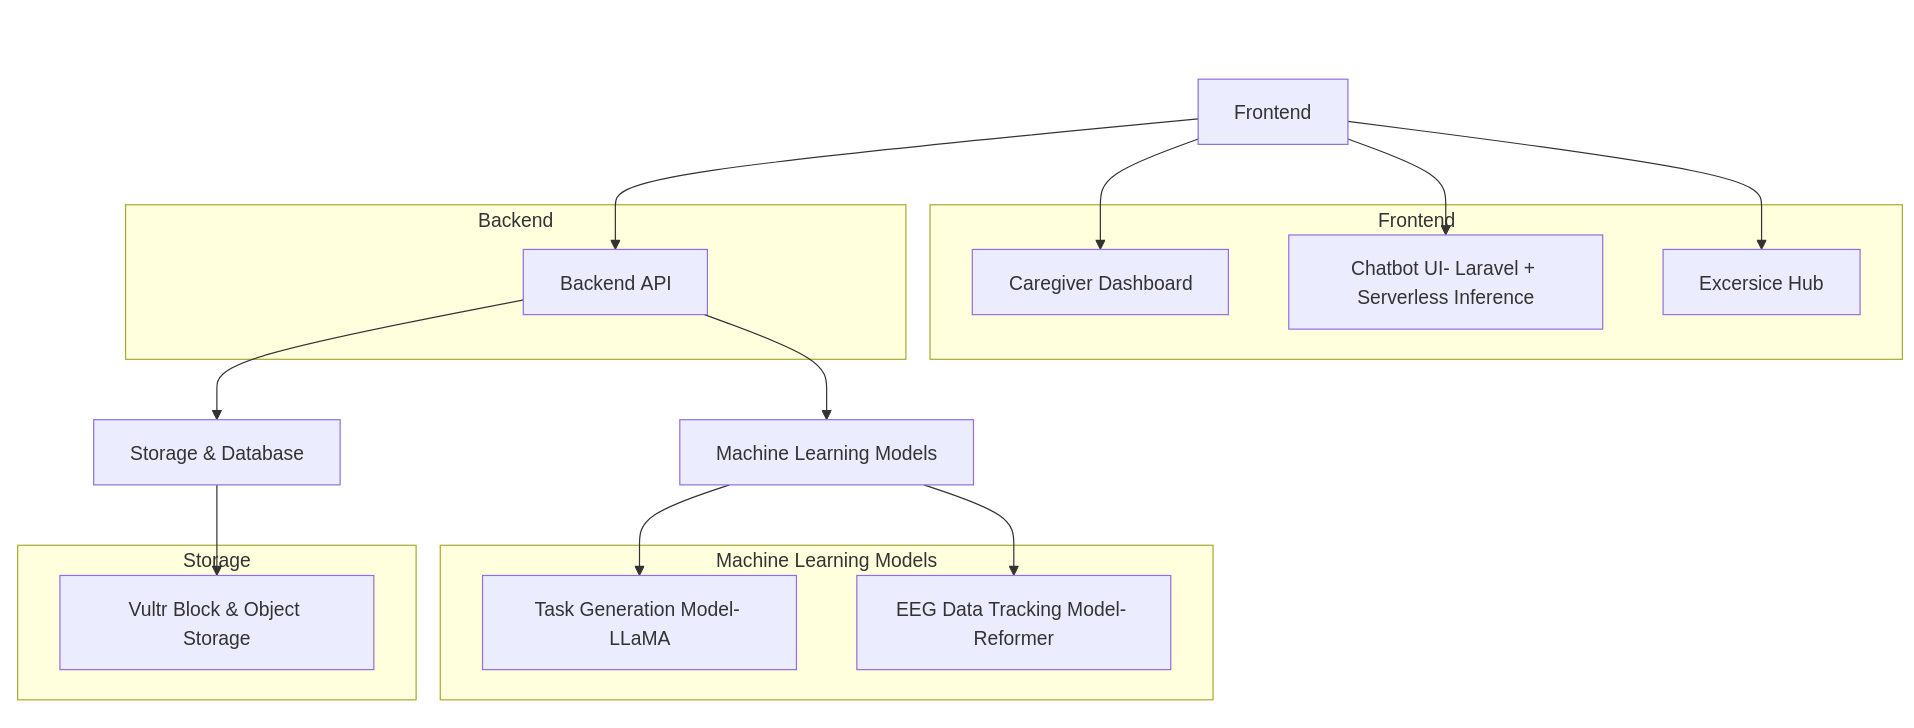 Frontend
Backend
Frontend
Backend API
Caregiver Dashboard
Chatbot UI- Laravel +
Serverless Inference
Excersice Hub
Storage & Database
Machine Learning Models
Storage
Machine Learning Models
Vultr Block & Object
Storage
Task Generation Model-
LLaMA
EEG Data Tracking Model-
Reformer